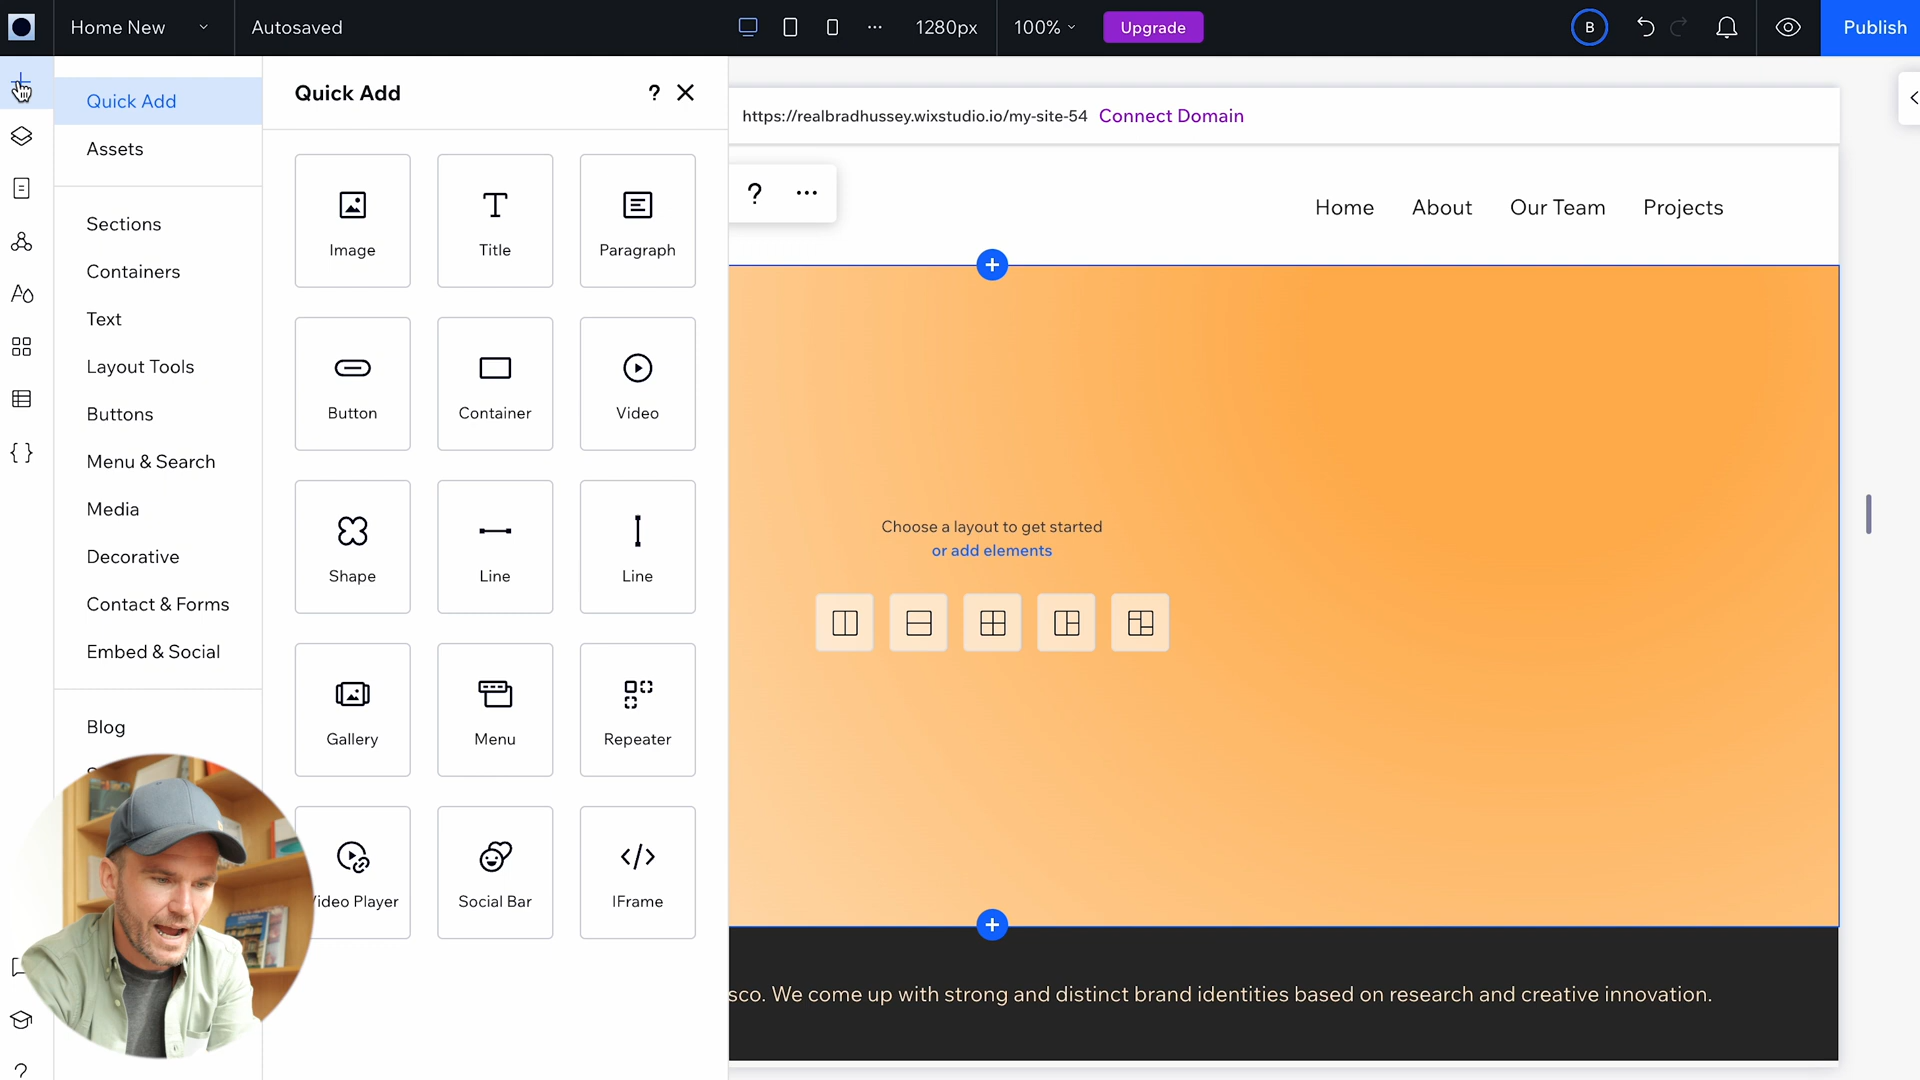 Home New
Autosaved
1280px
100%
Upgrade
B
Publish
Quick Add
Assets
Sections
Containers
Text
Layout Tools
Buttons
Menu & Search
Media
Decorative
Contact & Forms
Embed & Social
Blog
Quick Add
?
Image
Title
Paragraph
Button
Container
Video
Shape
Line
Line
Gallery
Menu
Repeater
Video Player
Social Bar
IFrame
https://realbradhussey.wixstudio.io/my-site-54 Connect Domain
?
Home
About
Our Team
Projects
Choose a layout to get started
or add elements
sco. We come up with strong and distinct brand identities based on research and creative innovation.